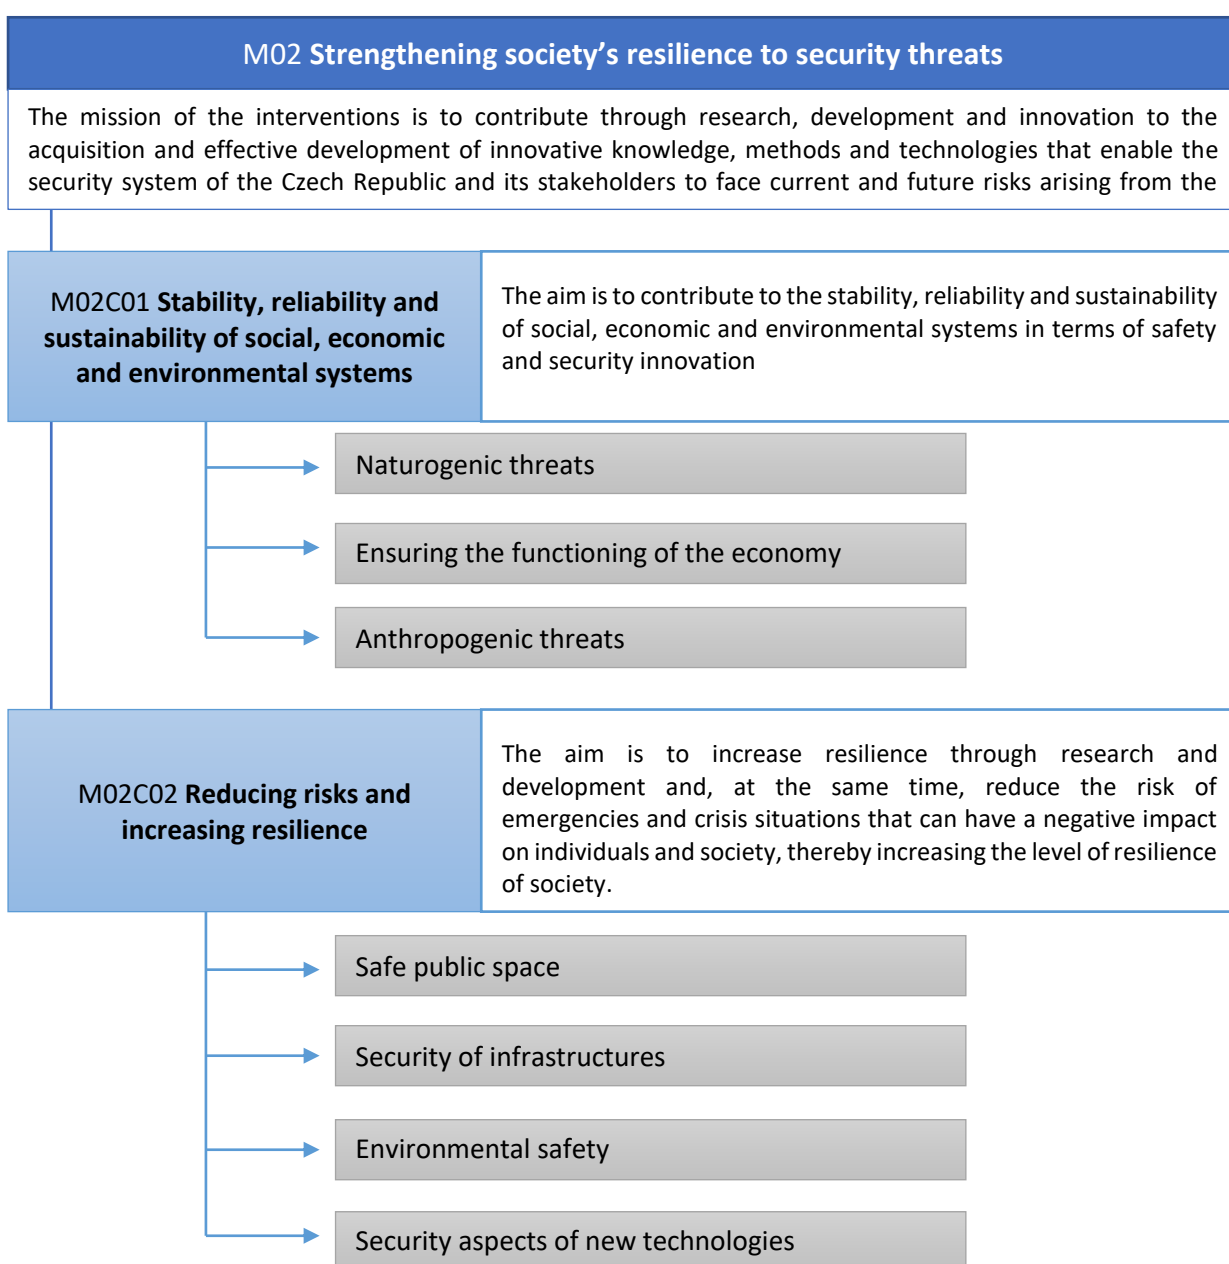 M02 Strengthening society’s resilience to security threats
The mission of the interventions is to contribute through research, development and innovation to the
acquisition and effective development of innovative knowledge, methods and technologies that enable the
security system of the Czech Republic and its stakeholders to face current and future risks arising from the
M02C01 Stability, reliability and
sustainability of social, economic
and environmental systems
The aim is to contribute to the stability, reliability and sustainability
of social, economic and environmental systems in terms of safety
and security innovation
Naturogenic threats
Ensuring the functioning of the economy
Anthropogenic threats
M02C02 Reducing risks and
increasing resilience
The aim is to increase resilience through research and
development and, at the same time, reduce the risk of
emergencies and crisis situations that can have a negative impact
on individuals and society, thereby increasing the level of resilience
of society.
Safe public space
Security of infrastructures
Environmental safety
Security aspects of new technologies